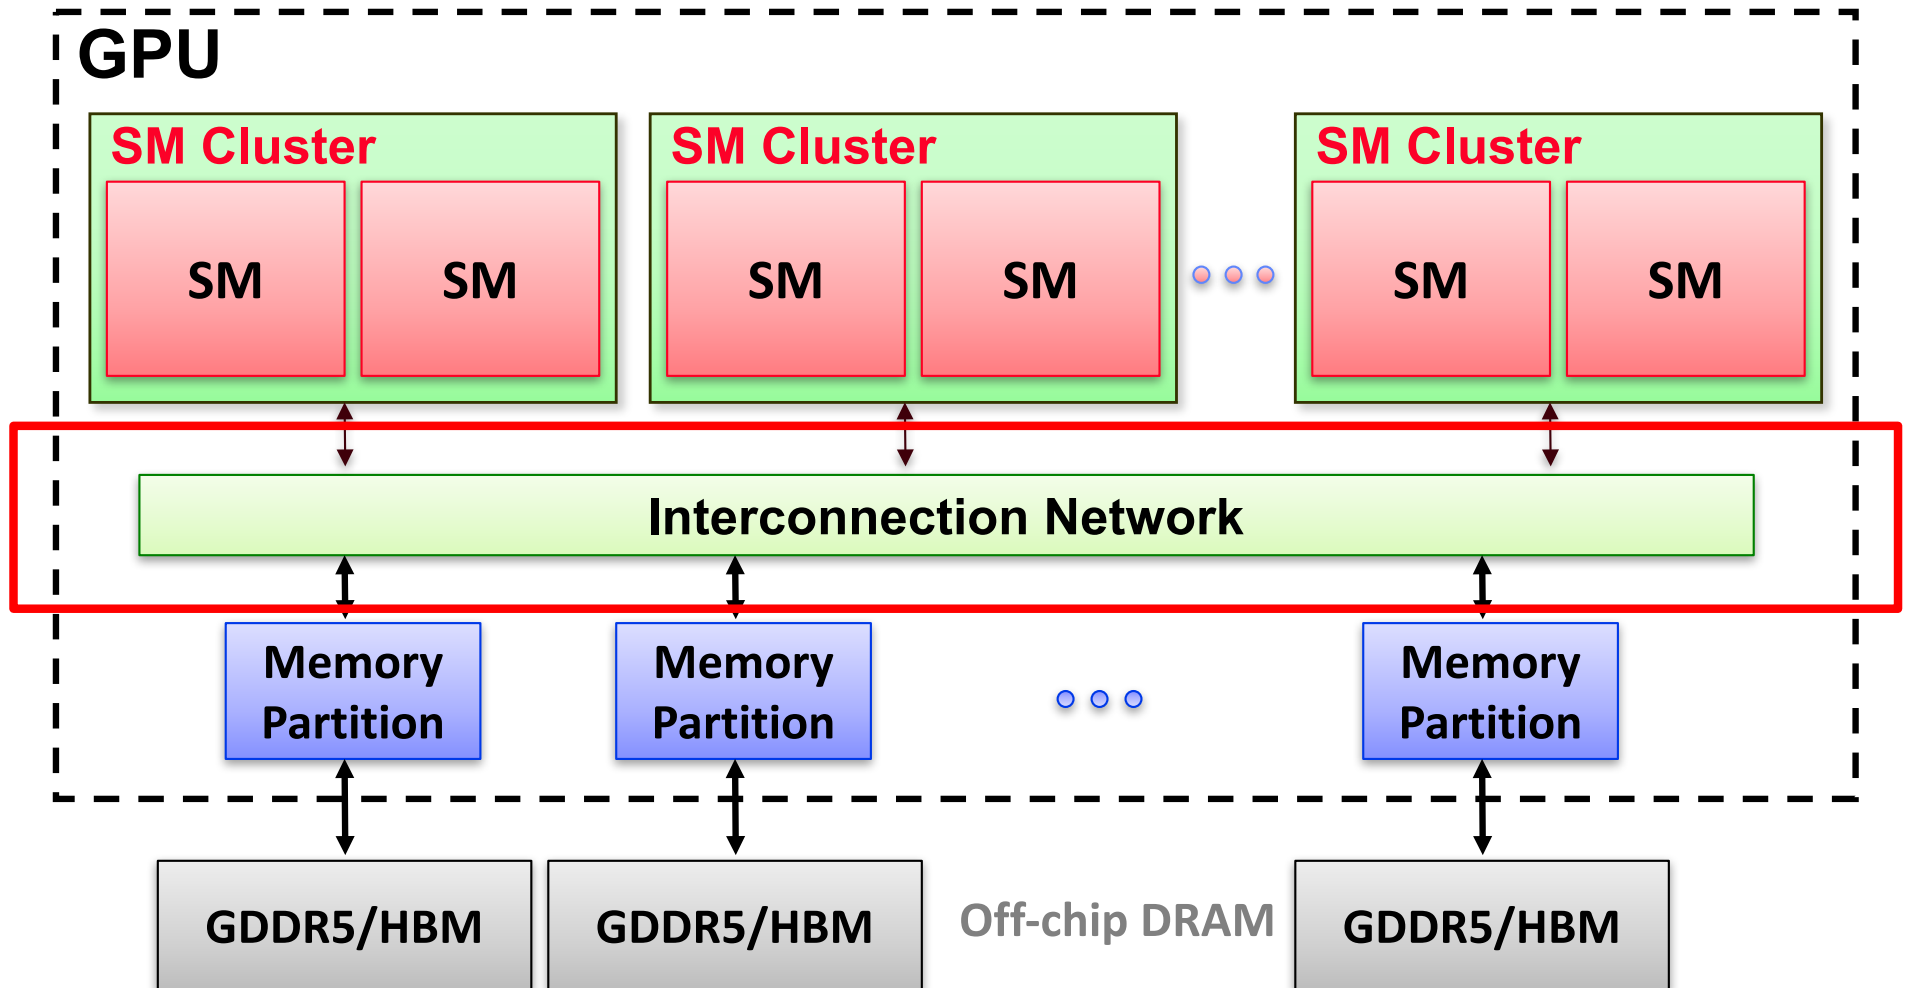 GPU
SM Cluster
SM Cluster
SM Cluster
SM
SM
SM
SM
SM
SM
Interconnection Network
Memory
Partition
Memory
Partition
Memory
Partition
GDDR5/HBM
GDDR5/HBM
Off-chip DRAM
GDDR5/HBM